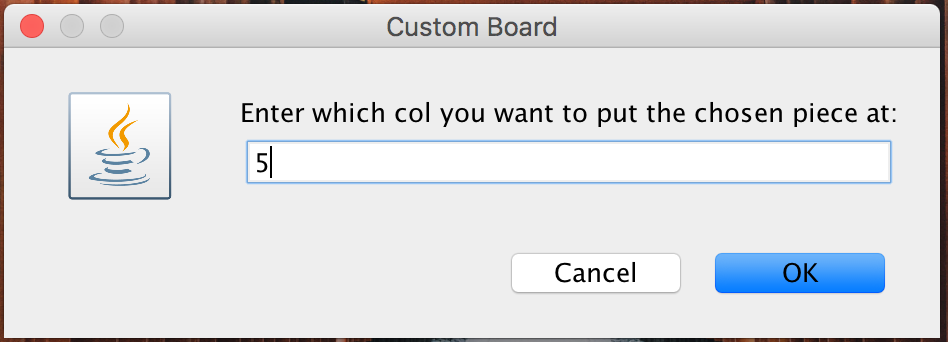 Custom Board
Enter which col you want to put the chosen piece at:
5
Cancel OK